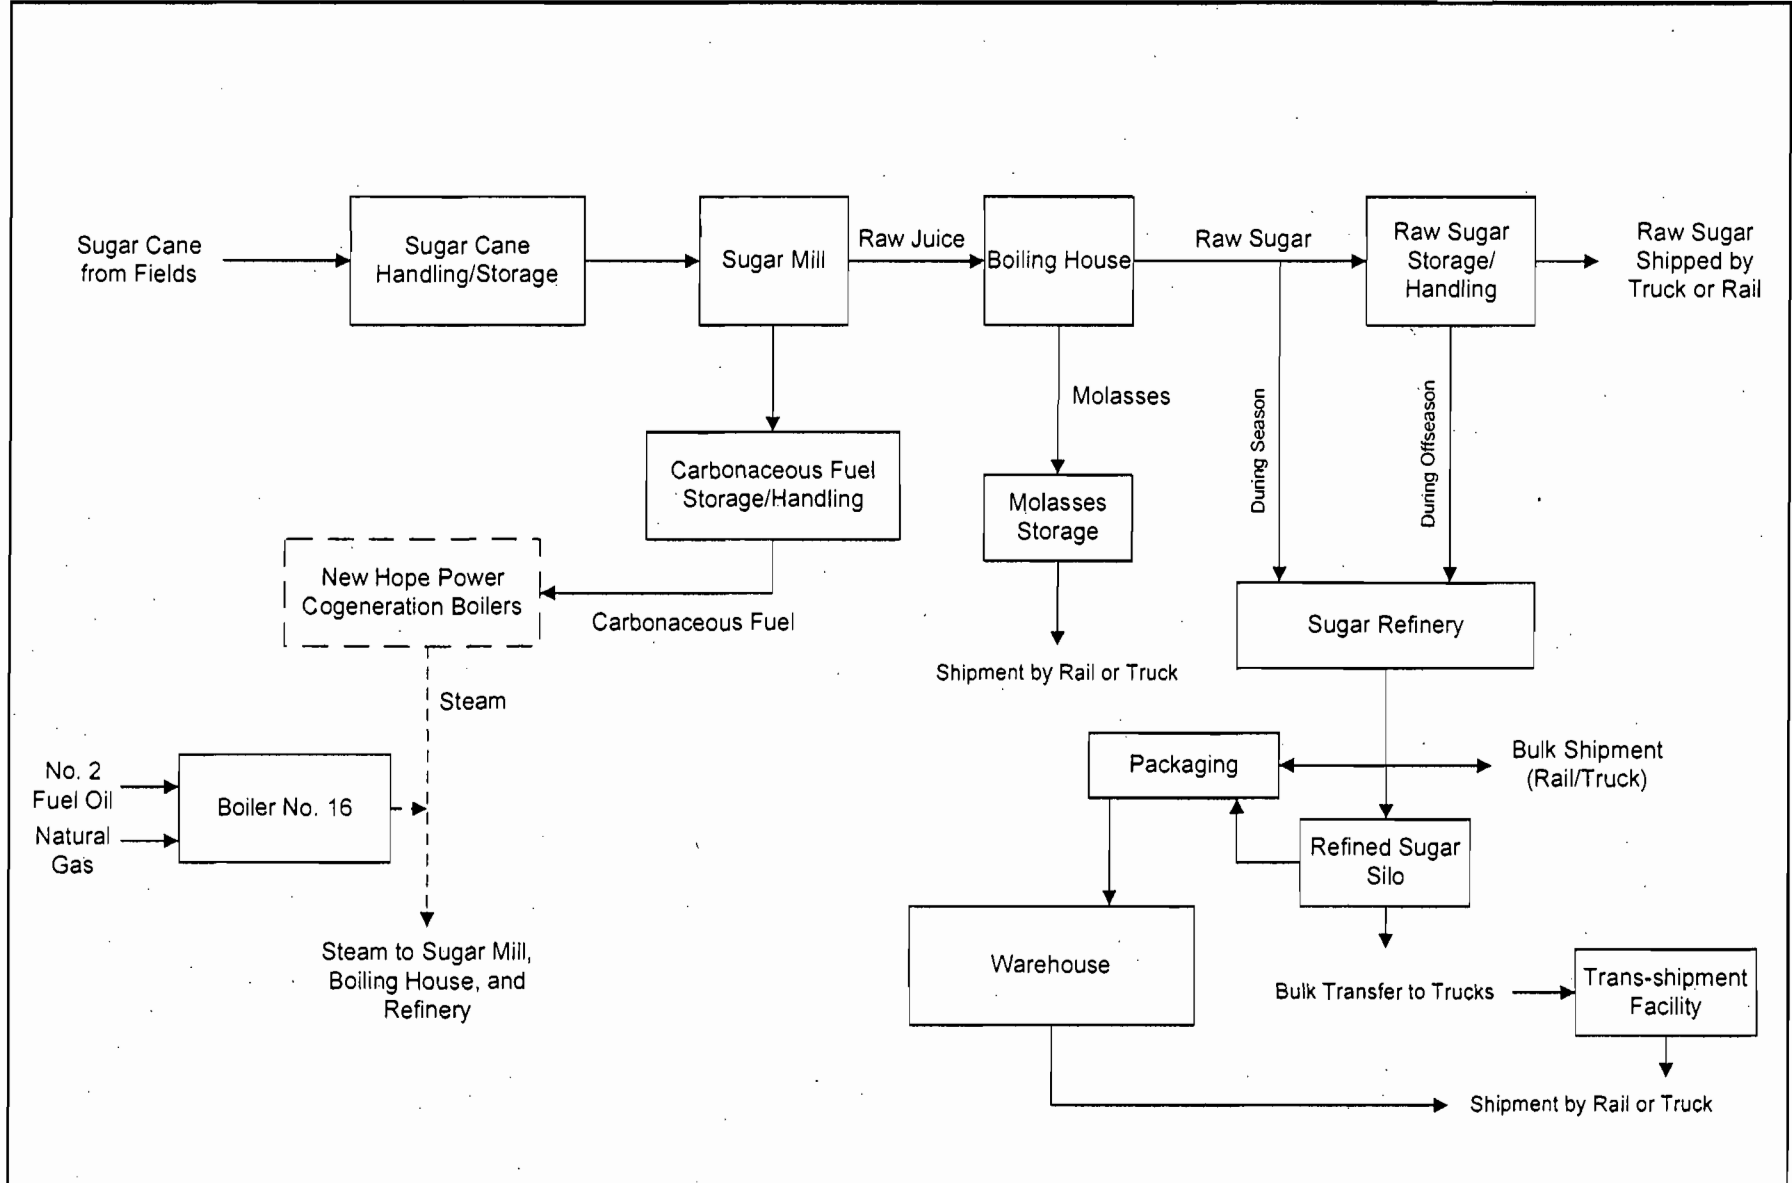 Sugar Cane
from Fields
Sugar Cane
Handling/Storage
Sugar Mill
Raw Juice
Boiling House
Raw Sugar
Raw Sugar
Storage/
Handling
Raw Sugar
Shipped by
Truck or Rail
Molasses
During Season
During Offseason
Carbonaceous Fuel
Storage/Handling
Molasses
Storage
New Hope Power
Cogeneration Boilers
Carbonaceous Fuel
Sugar Refinery
Shipment by Rail or Truck
Steam
Packaging
Bulk Shipment
(Rail/Truck)
No. 2
Fuel Oil
Natural
Gas
Boiler No. 16
Refined Sugar
Silo
Steam to Sugar Mill,
Boiling House, and
Refinery
Warehouse
Bulk Transfer to Trucks
Trans-shipment
Facility
Shipment by Rail or Truck